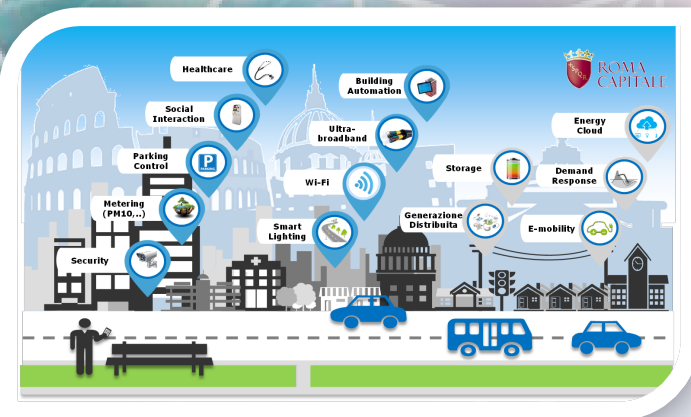 Healthcare
Building
Automation
ROMA
CAPITALE
Social
Interaction
Ultra-
broadband
Energy
Cloud
Parking
Control
P
PARKING
Wi-Fi
Storage
Demand
Response
Metering
(PM10,..)
Smart
Lighting
Generazione
Distribuita
E-mobility
Security